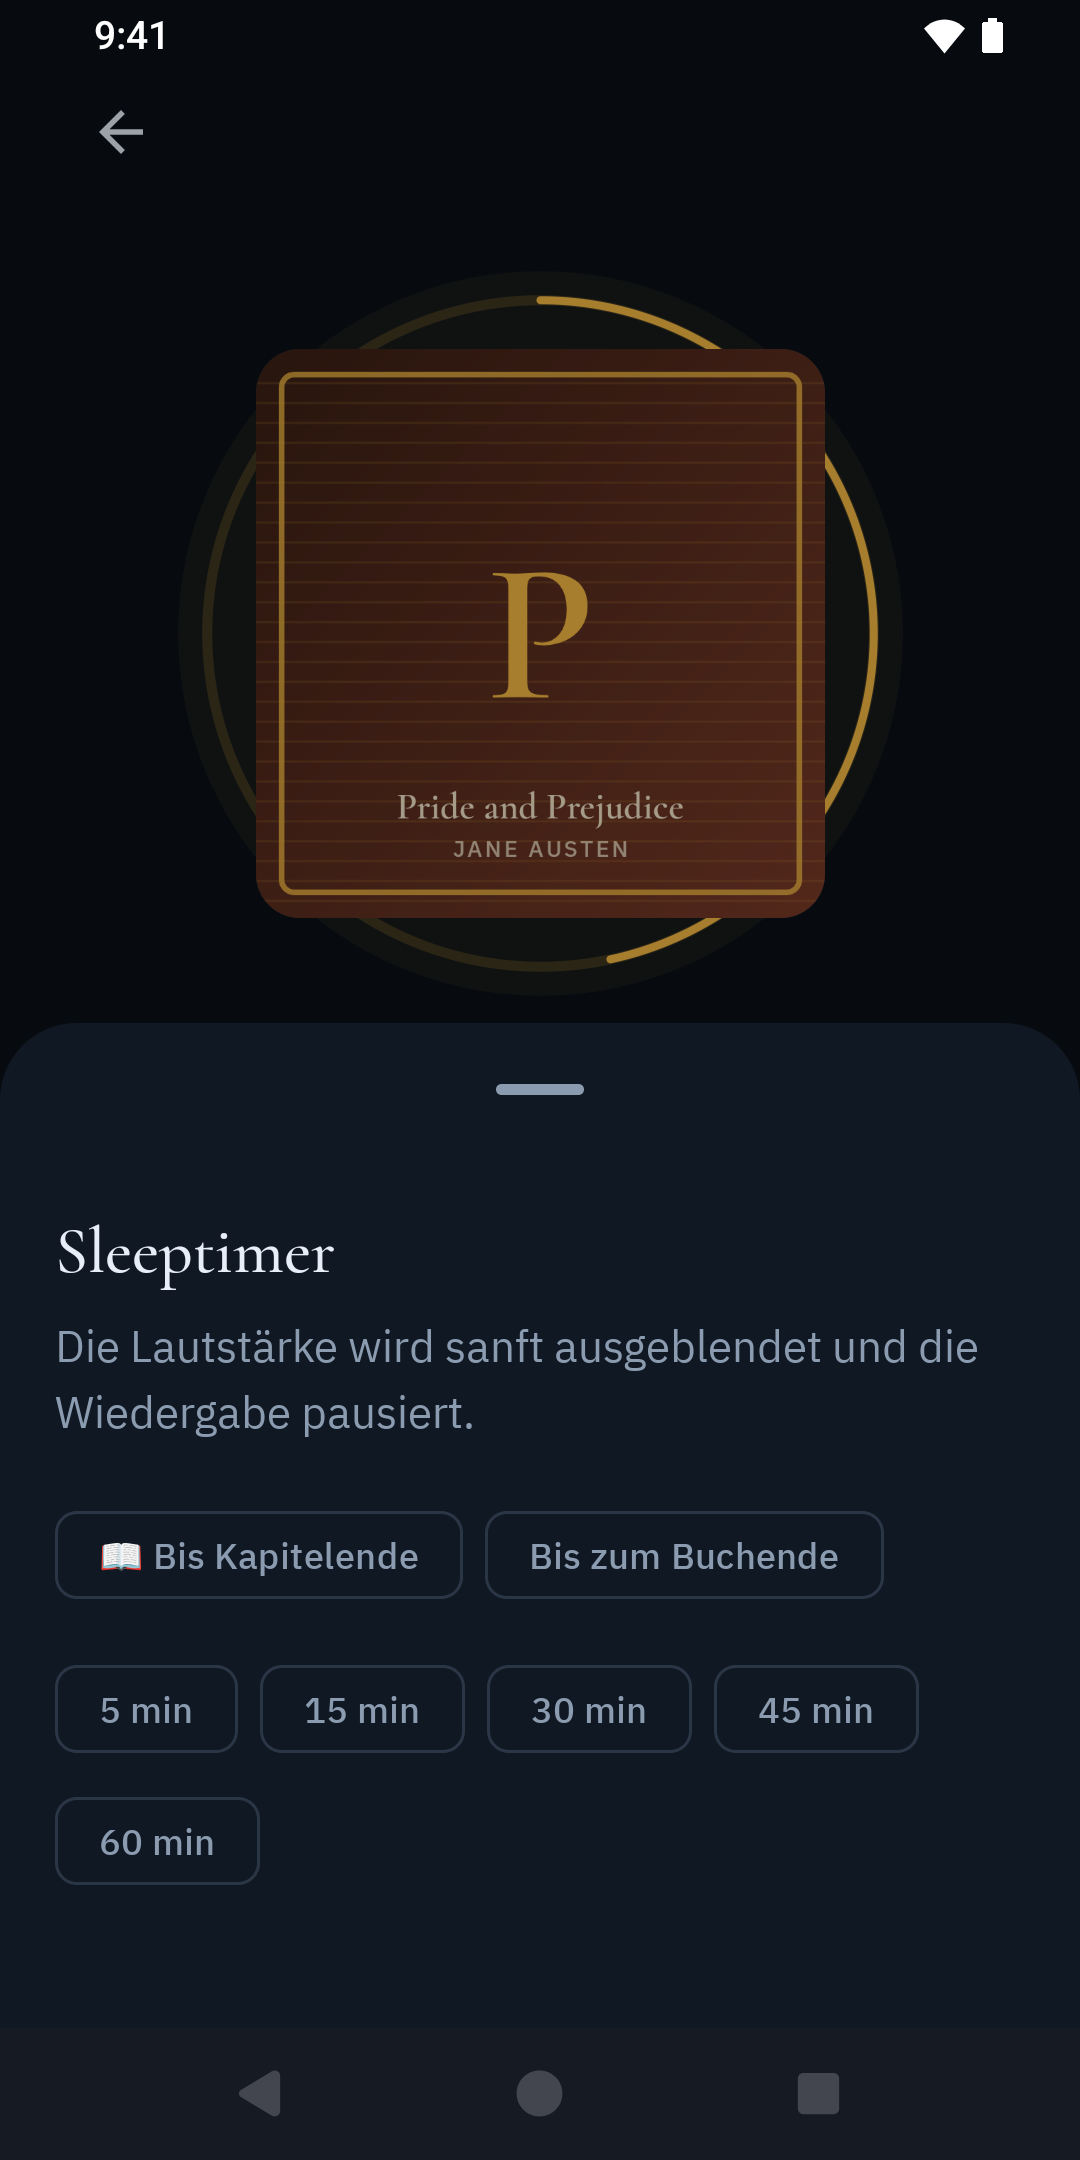 9:41
P
Pride and Prejudice
JANE AUSTEN
Sleeptimer
Die Lautstärke wird sanft ausgeblendet und die
Wiedergabe pausiert.
📖 Bis Kapitelende
Bis zum Buchende
5 min
15 min
30 min
45 min
60 min